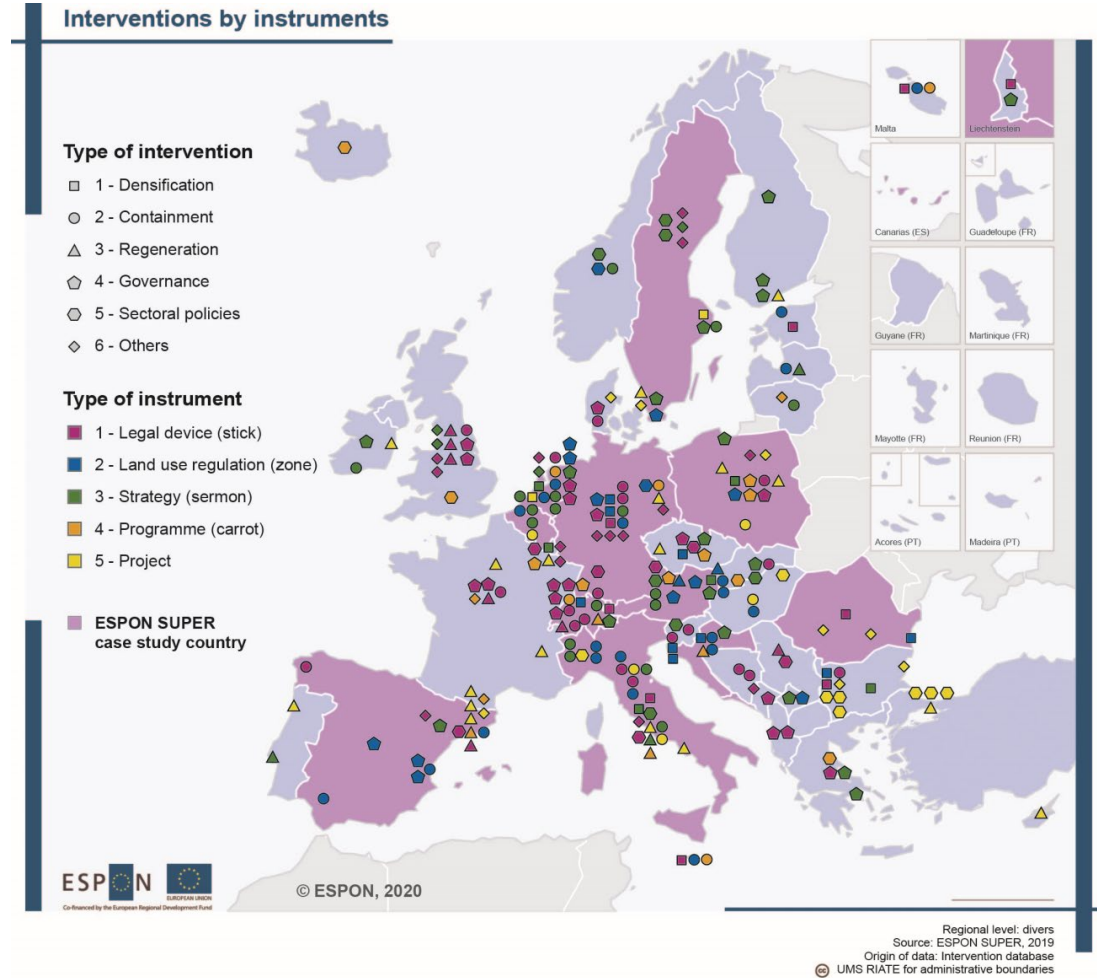 Interventions by instruments
Type of intervention
1 - Densification
2 - Containment
3 - Regeneration
4 - Governance
5 - Sectoral policies
6 - Others
Type of instrument
1 - Legal device (stick)
2 - Land use regulation (zone)
3 - Strategy (sermon)
4 - Programme (carrot)
5 - Project
ESPON SUPER
case study country
Malta
Liechtenstein
Canarias (ES)
Guadeloupe (FR)
Guyane (FR)
Martinique (FR)
Mayotte (FR)
Reunion (FR)
Acores (PT)
Madeira (PT)
ESPON
EUROPEAN UNION
Co-financed by the European Regional Development Fund
© ESPON, 2020
Regional level: divers
Source: ESPON SUPER, 2019
Origin of data: Intervention database
cc UMS RIATE for administrative boundaries